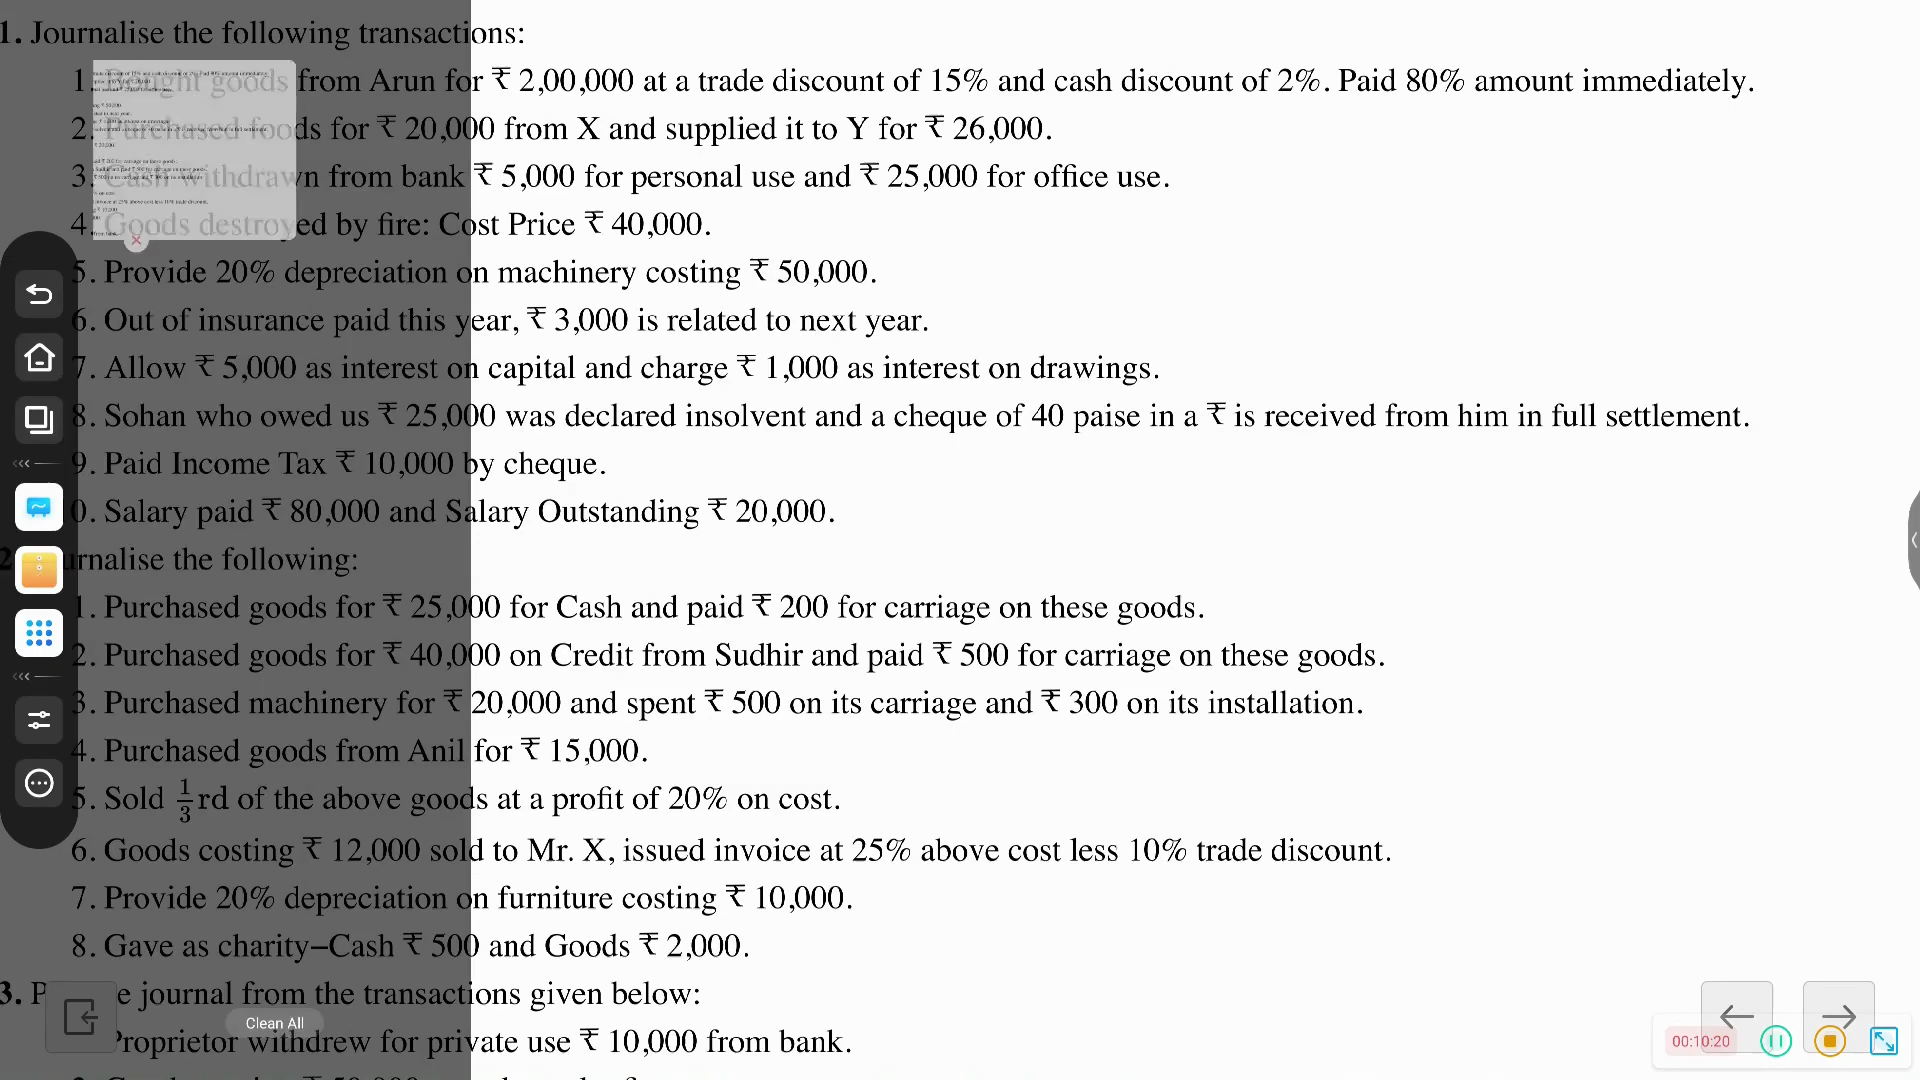 1. Journalise the following transactions:
1. Bought goods from Arun for ₹ 2,00,000 at a trade discount of 15% and cash discount of 2%. Paid 80% amount immediately.
2. Purchased foods for ₹ 20,000 from X and supplied it to Y for ₹ 26,000.
3. Cash withdrawn from bank ₹ 5,000 for personal use and ₹ 25,000 for office use.
4. Goods destroyed by fire: Cost Price ₹ 40,000.
5. Provide 20% depreciation on machinery costing ₹ 50,000.
6. Out of insurance paid this year, ₹ 3,000 is related to next year.
7. Allow ₹ 5,000 as interest on capital and charge ₹ 1,000 as interest on drawings.
8. Sohan who owed us ₹ 25,000 was declared insolvent and a cheque of 40 paise in a ₹ is received from him in full settlement.
9. Paid Income Tax ₹ 10,000 by cheque.
0. Salary paid ₹ 80,000 and Salary Outstanding ₹ 20,000.
2 urnalise the following:
1. Purchased goods for ₹ 25,000 for Cash and paid ₹ 200 for carriage on these goods.
2. Purchased goods for ₹ 40,000 on Credit from Sudhir and paid ₹ 500 for carriage on these goods.
3. Purchased machinery for ₹ 20,000 and spent ₹ 500 on its carriage and ₹ 300 on its installation.
4. Purchased goods from Anil for ₹ 15,000.
5. Sold 1/3 rd of the above goods at a profit of 20% on cost.
6. Goods costing ₹ 12,000 sold to Mr. X, issued invoice at 25% above cost less 10% trade discount.
7. Provide 20% depreciation on furniture costing ₹ 10,000.
8. Gave as charity–Cash ₹ 500 and Goods ₹ 2,000.
3. P e journal from the transactions given below:
Clean All
Proprietor withdrew for private use ₹ 10,000 from bank.
00:10:20